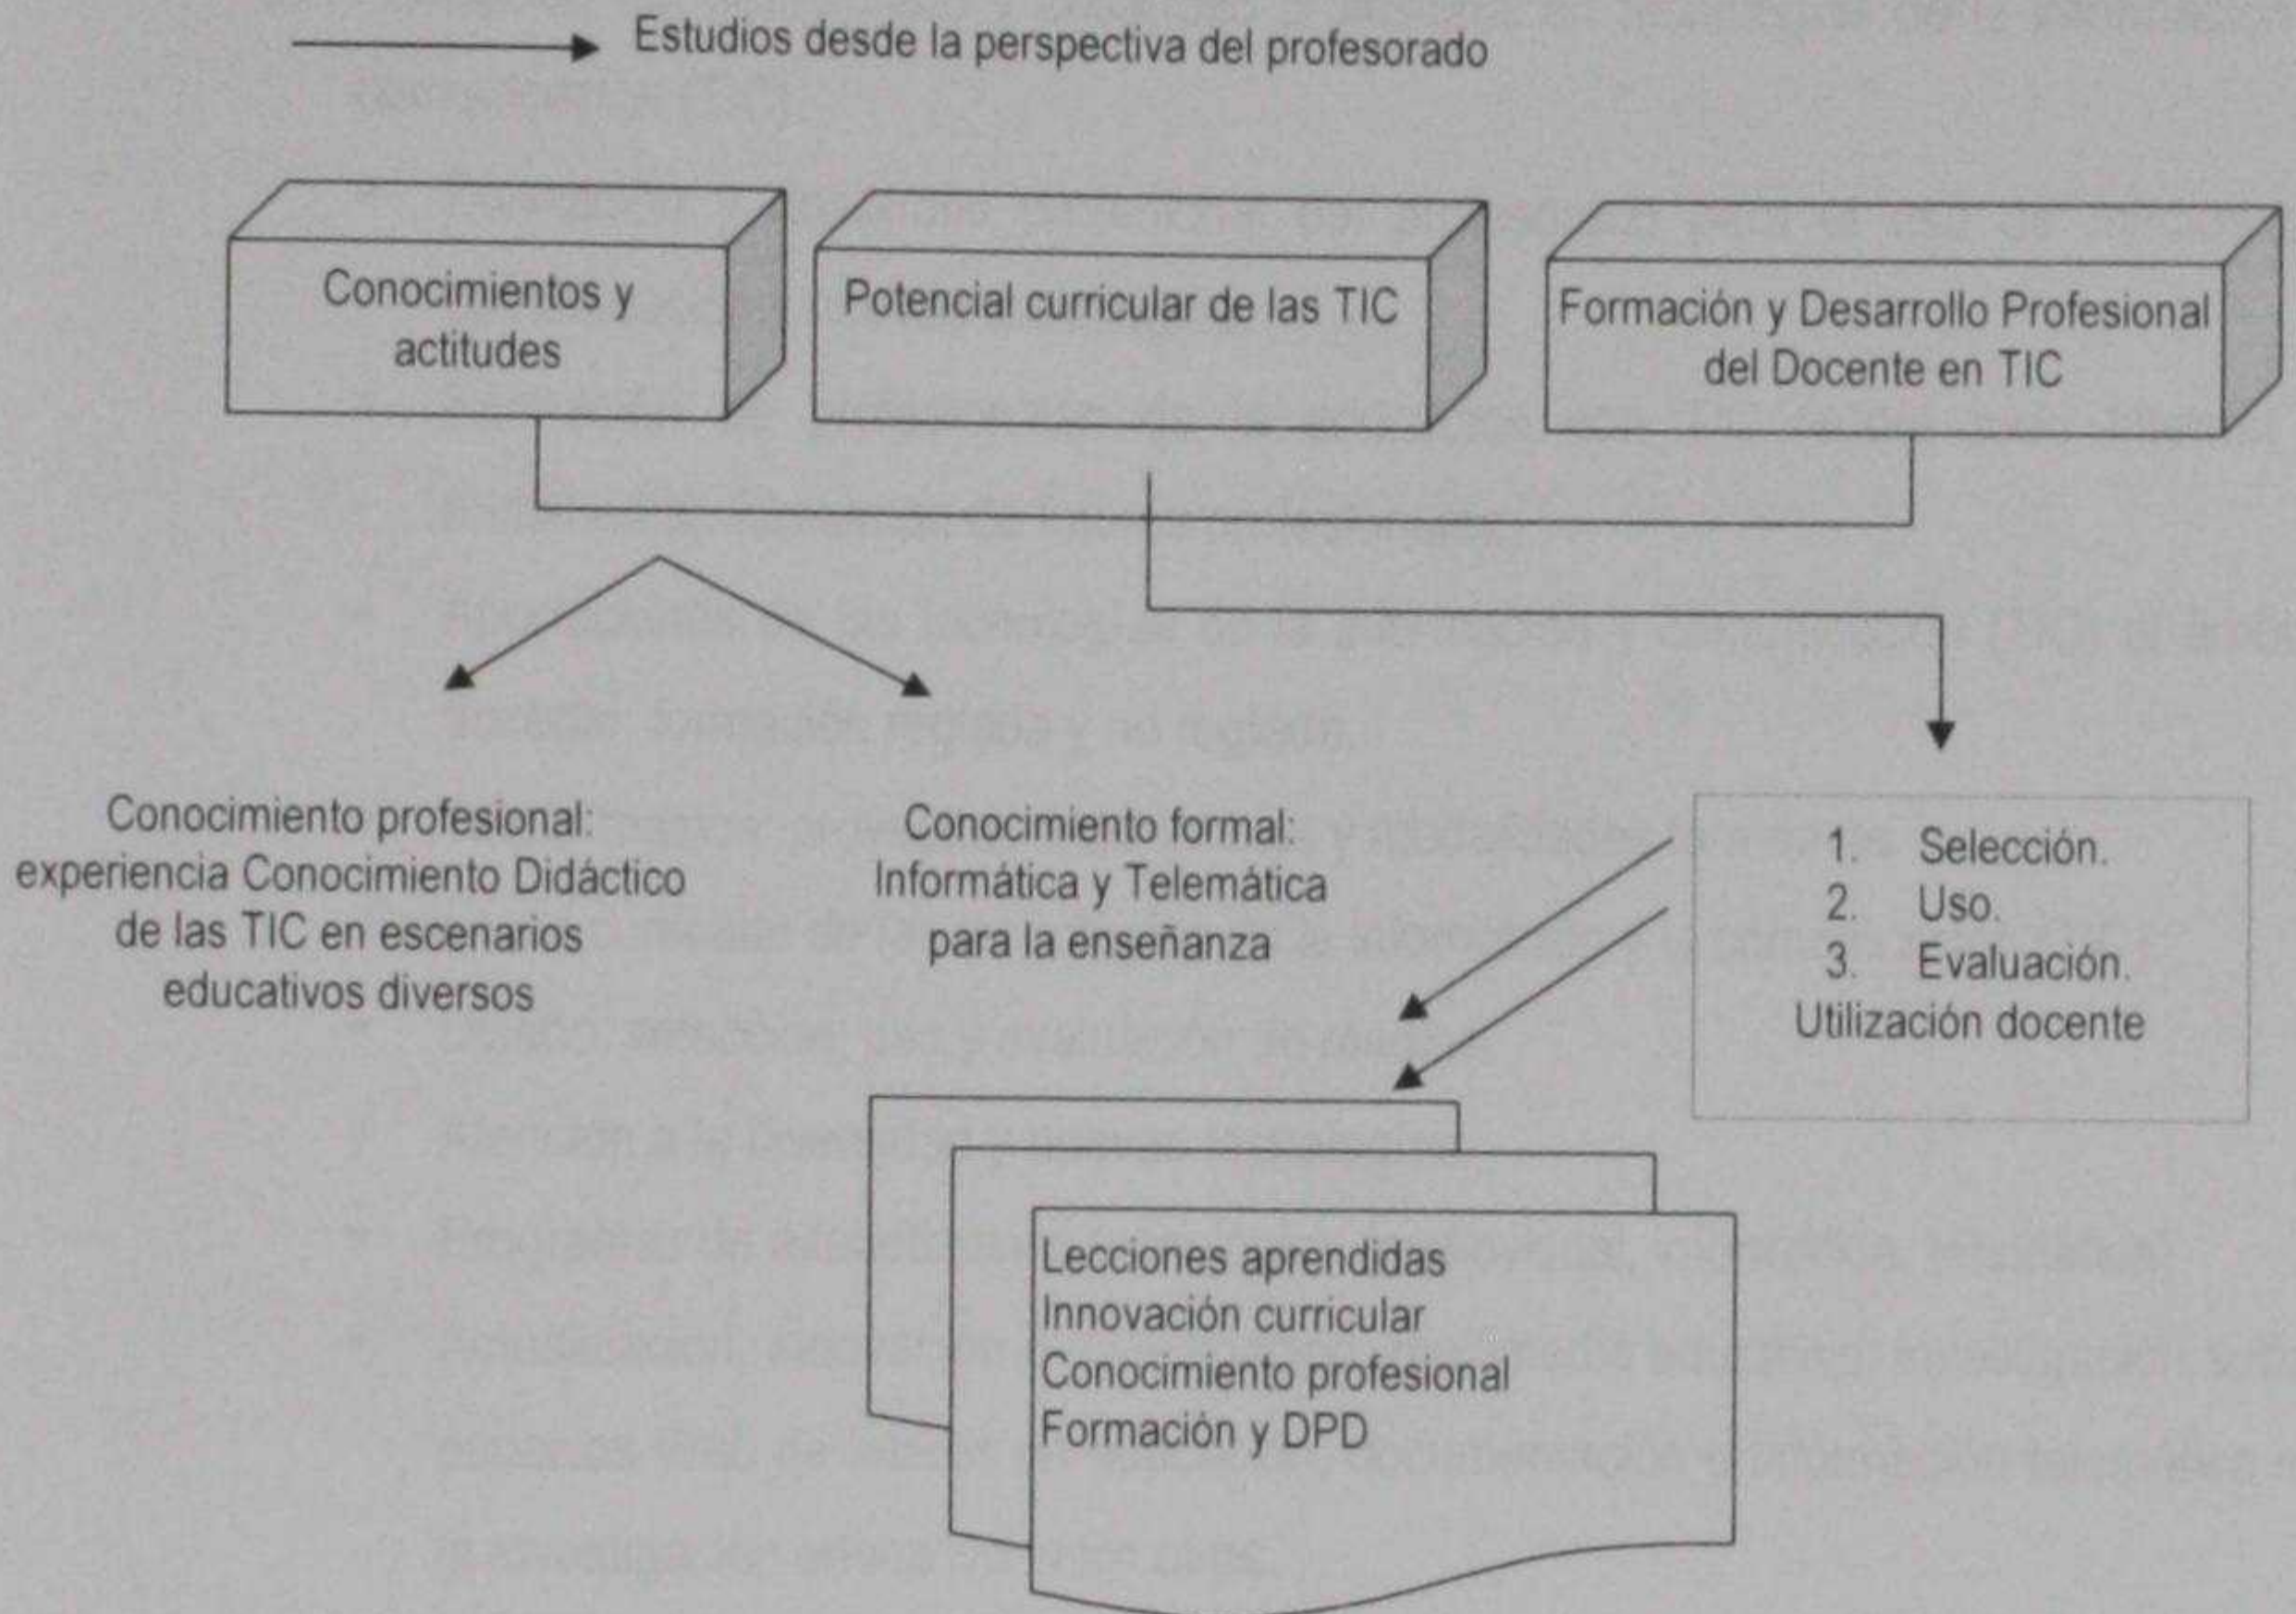 Estudios desde la perspectiva del profesorado
Conocimientos y
actitudes
Potencial curricular de las TIC
Formación y Desarrollo Profesional
del Docente en TIC
Conocimiento profesional:
experiencia Conocimiento Didáctico
de las TIC en escenarios
educativos diversos
Conocimiento formal:
Informática y Telemática
para la enseñanza
1. Selección.
2. Uso.
3. Evaluación.
Utilización docente
Lecciones aprendidas
Innovación curricular
Conocimiento profesional
Formación y DPD